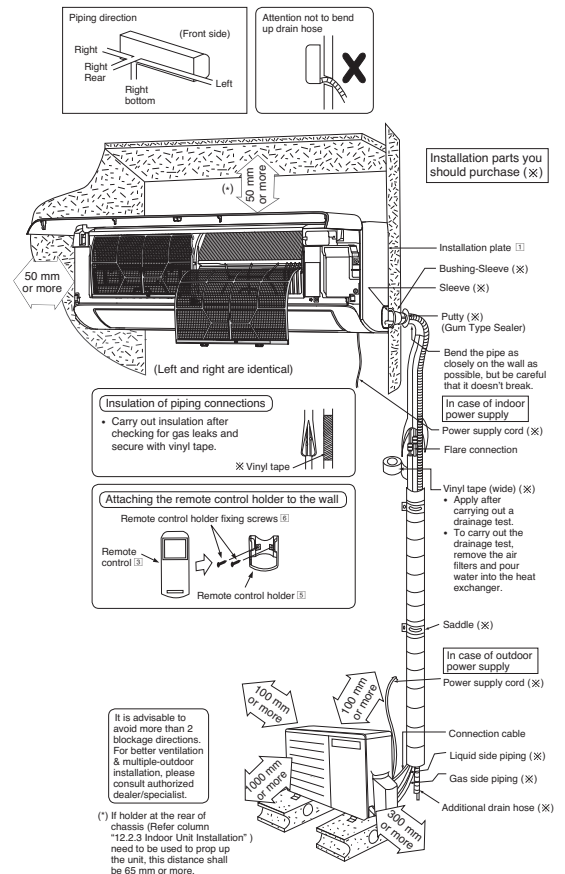 Piping direction
(Front side)
Right
Right
Rear
Right
bottom
Left
Attention not to bend
up drain hose
Installation parts you
should purchase (※)
(*)
50 mm
or more
50 mm
or more
Installation plate 1
Bushing-Sleeve (※)
Sleeve (※)
Putty (※)
(Gum Type Sealer)
Bend the pipe as
closely on the wall as
possible, but be careful
that it doesn't break.
(Left and right are identical)
In case of indoor
power supply
Power supply cord (※)
Flare connection
Insulation of piping connections
• Carry out insulation after
checking for gas leaks and
secure with vinyl tape.
※ Vinyl tape
Vinyl tape (wide) (※)
• Apply after
carrying out a
drainage test.
• To carry out the
drainage test,
remove the air
filters and pour
water into the heat
exchanger.
Attaching the remote control holder to the wall
Remote control holder fixing screws 6
Remote
control 3
Remote control holder 5
Saddle (※)
In case of outdoor
power supply
Power supply cord (※)
100 mm
or more
100 mm
or more
1000 mm
or more
300 mm
or more
Connection cable
Liquid side piping (※)
Gas side piping (※)
Additional drain hose (※)
It is advisable to
avoid more than 2
blockage directions.
For better ventilation
& multiple-outdoor
installation, please
consult authorized
dealer/specialist.
(*) If holder at the rear of
chassis (Refer column
"12.2.3 Indoor Unit Installation" )
need to be used to prop up
the unit, this distance shall
be 65 mm or more.